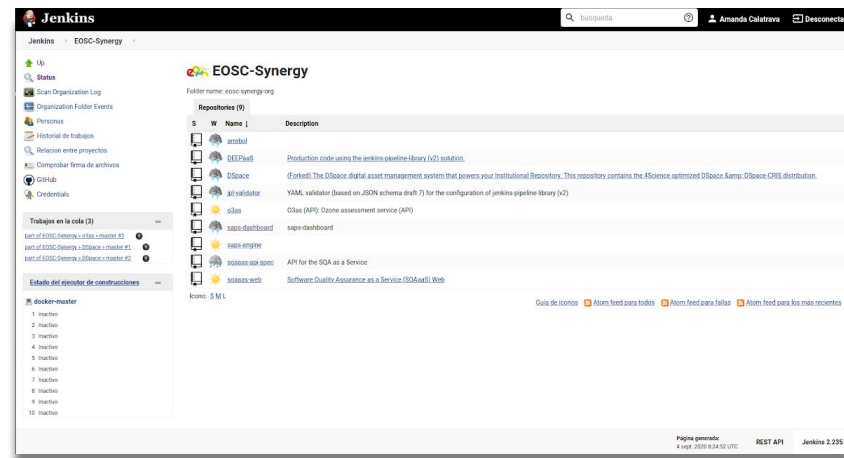 Jenkins
búsqueda
Amanda Calatrava
Desconecta
Jenkins
EOSC-Synergy
Up
Status
Scan Organization Log
Organization Folder Events
Personas
Historial de trabajos
Relacion entre proyectos
Comprobar firma de archivos
GitHub
Credentials
Trabajos en la cola (3)
part of EOSC-Synergy » o3as » master #1
part of EOSC-Synergy » DSpace » master #1
part of EOSC-Synergy » DSpace » master #2
Estado del ejecutor de construcciones
docker-master
1 Inactivo
2 Inactivo
3 Inactivo
4 Inactivo
5 Inactivo
6 Inactivo
7 Inactivo
8 Inactivo
9 Inactivo
10 Inactivo
EOSC-Synergy
Folder name: eosc-synergy-org
Repositories (9)
S W Name ↓ Description
arrebol
DEEPaaS Production code using the jenkins-pipeline-library (v2) solution.
DSpace (Forked) The DSpace digital asset management system that powers your Institutional Repository. This repository contains the 4Science optimized DSpace &amp; DSpace-CRIS distribution.
jpl-validator YAML validator (based on JSON schema draft 7) for the configuration of jenkins-pipeline-library (v2)
o3as O3as (API): Ozone assessment service (API)
saps-dashboard saps-dashboard
saps-engine
sqaaas-api-spec API for the SQA as a Service
sqaaas-web Software Quality Assurance as a Service (SQAaaS) Web
Icono: S M L
Guía de iconos Atom feed para todos Atom feed para fallas Atom feed para los más recientes
Página generada:
4 sept. 2020 8:24:52 UTC
REST API
Jenkins 2.235.